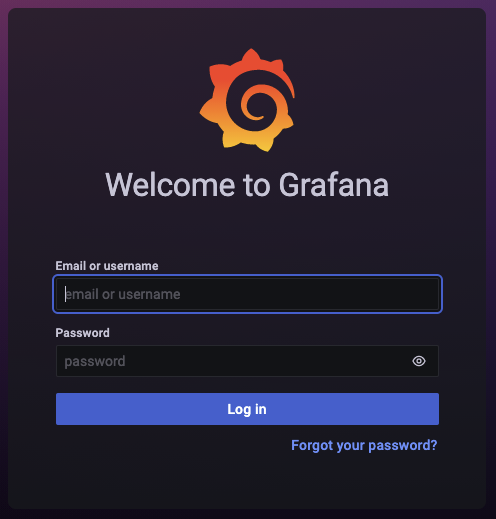 Welcome to Grafana
Email or username
email or username
Password
password
Log in
Forgot your password?